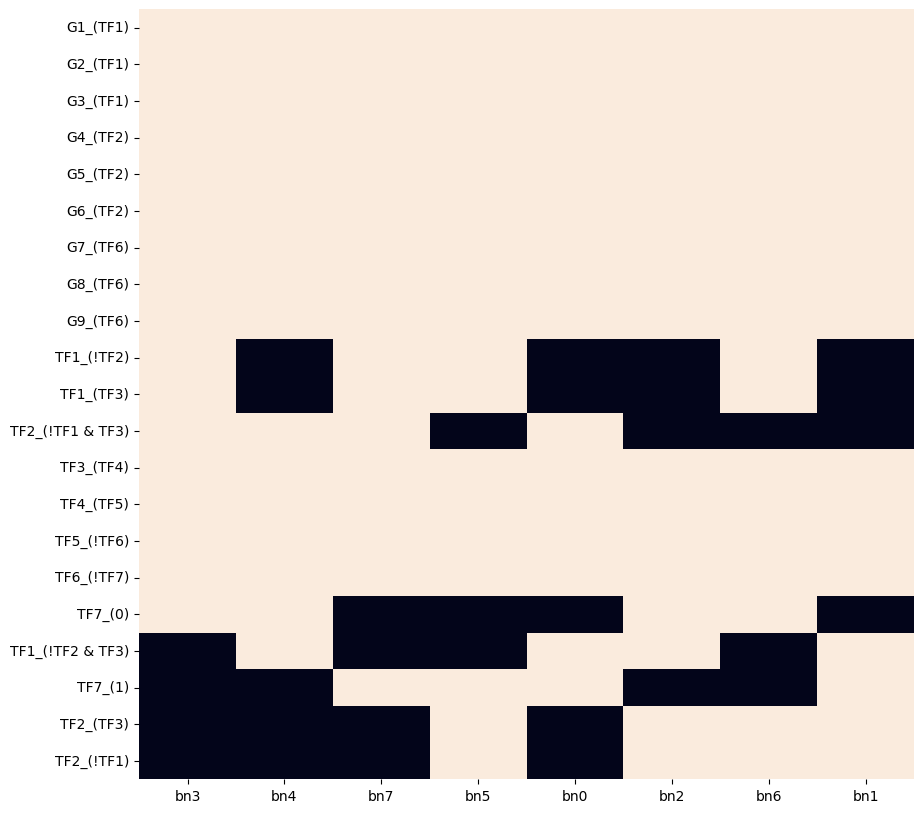 G1_(TF1)
G2_(TF1)
G3_(TF1)
G4_(TF2)
G5_(TF2)
G6_(TF2)
G7_(TF6)
G8_(TF6)
G9_(TF6)
TF1_(!TF2)
TF1_(TF3)
TF2_(!TF1 & TF3)
TF3_(TF4)
TF4_(TF5)
TF5_(!TF6)
TF6_(!TF7)
TF7_(0)
TF1_(!TF2 & TF3)
TF7_(1)
TF2_(TF3)
TF2_(!TF1)
bn3 bn4 bn7 bn5 bn0 bn2 bn6 bn1